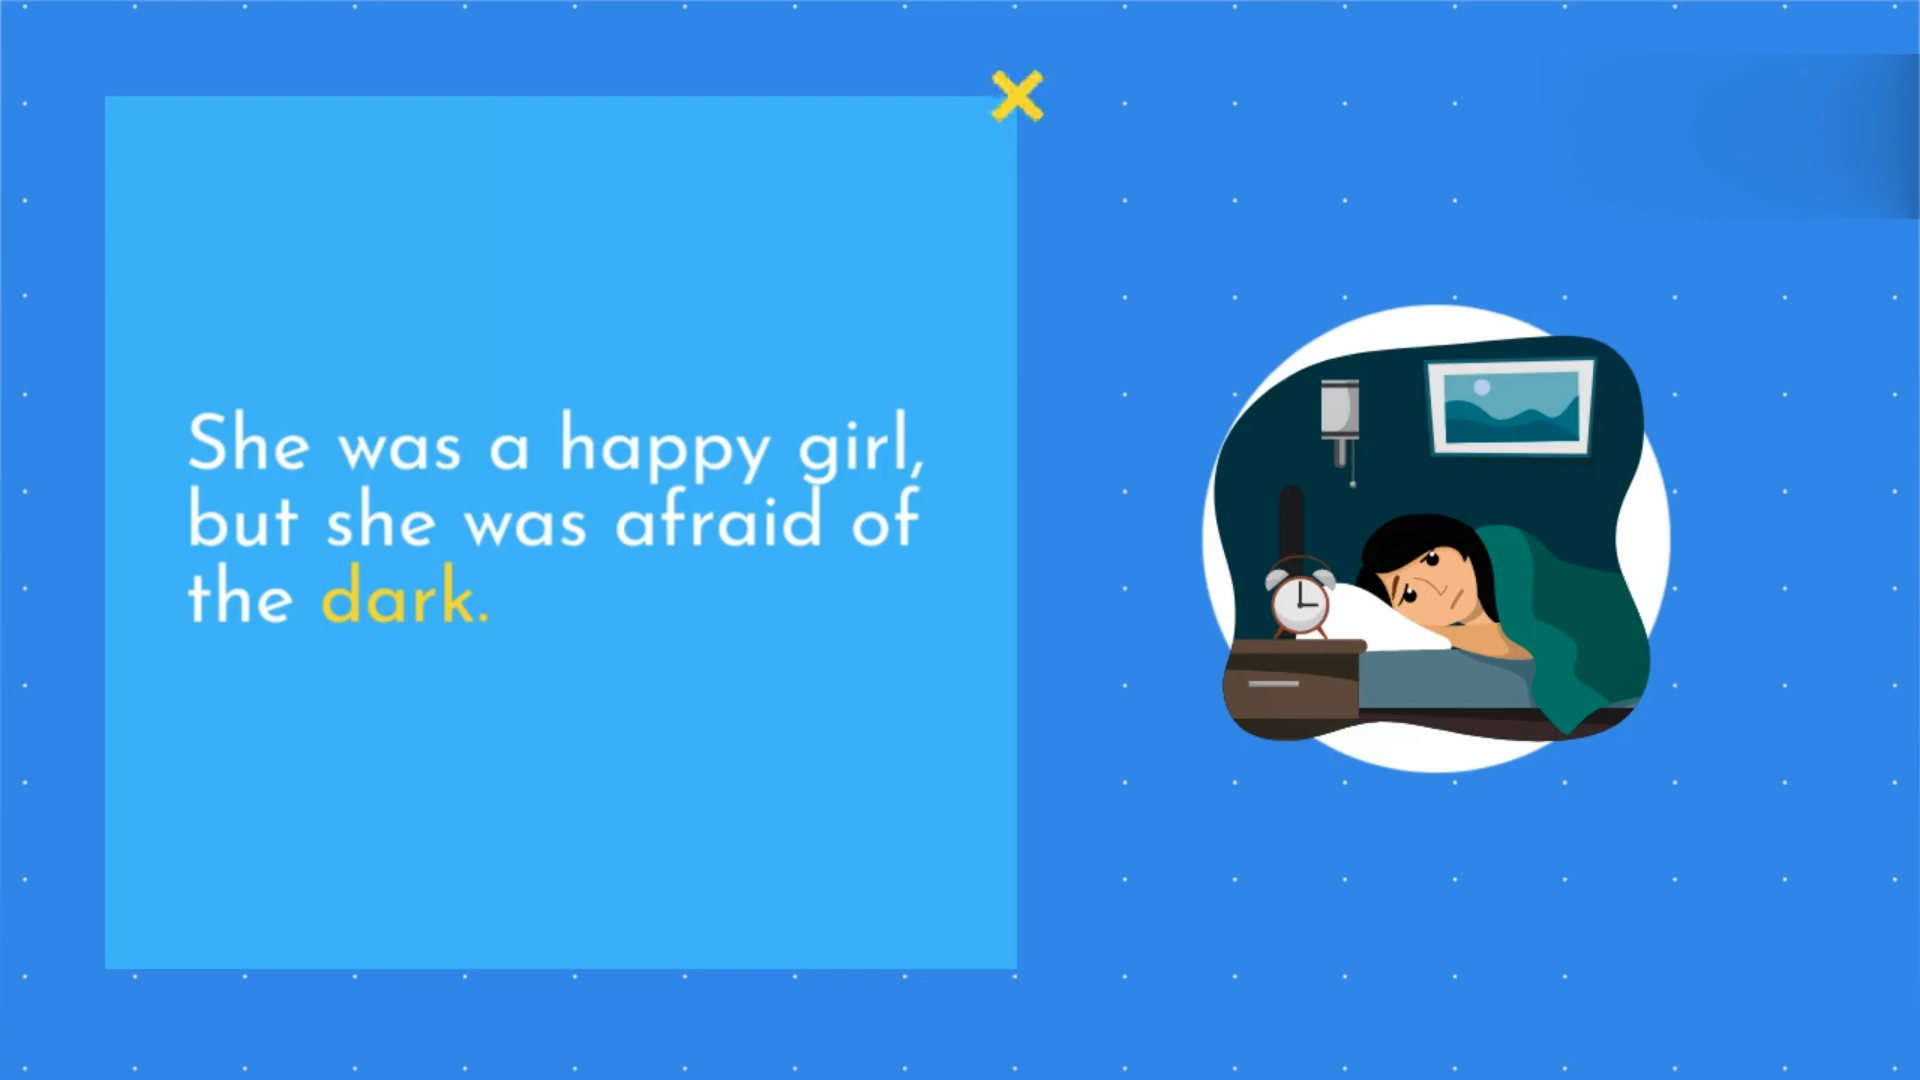 She was a happy girl,
but she was afraid of
the dark.